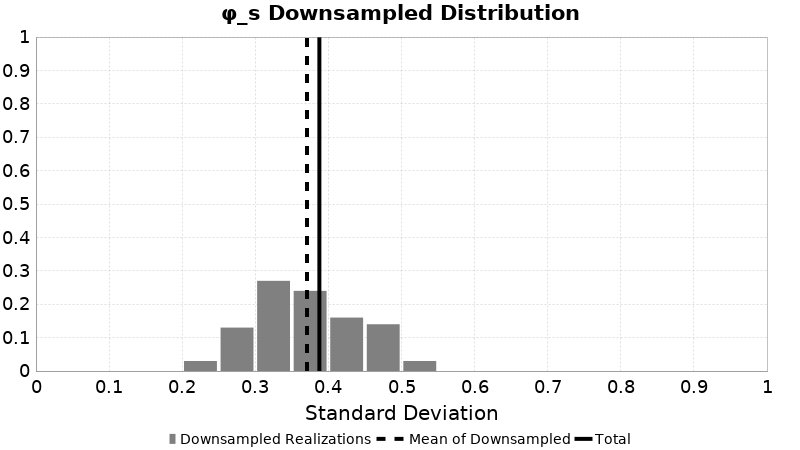 φ_s Downsampled Distribution
1
0.9
0.8
0.7
0.6
0.5
0.4
0.3
0.2
0.1
0
0 0.1 0.2 0.3 0.4 0.5 0.6 0.7 0.8 0.9 1
Standard Deviation
Downsampled Realizations Mean of Downsampled Total